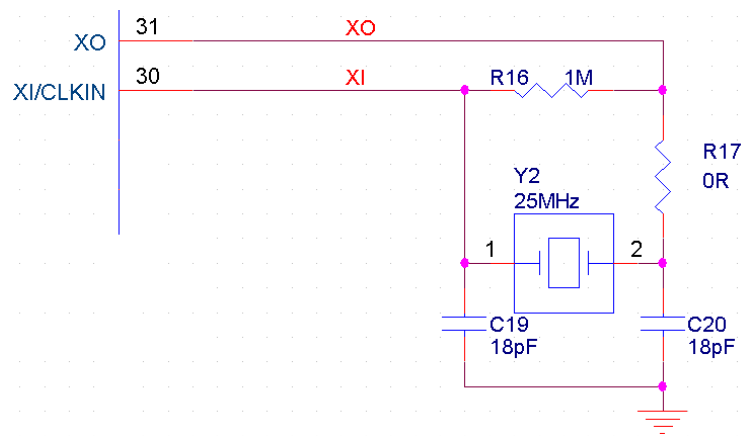 XO 31 XO
XI/CLKIN 30 XI R16 1M
R17
0R
Y2
25MHz
1 2
C19 C20
18pF 18pF